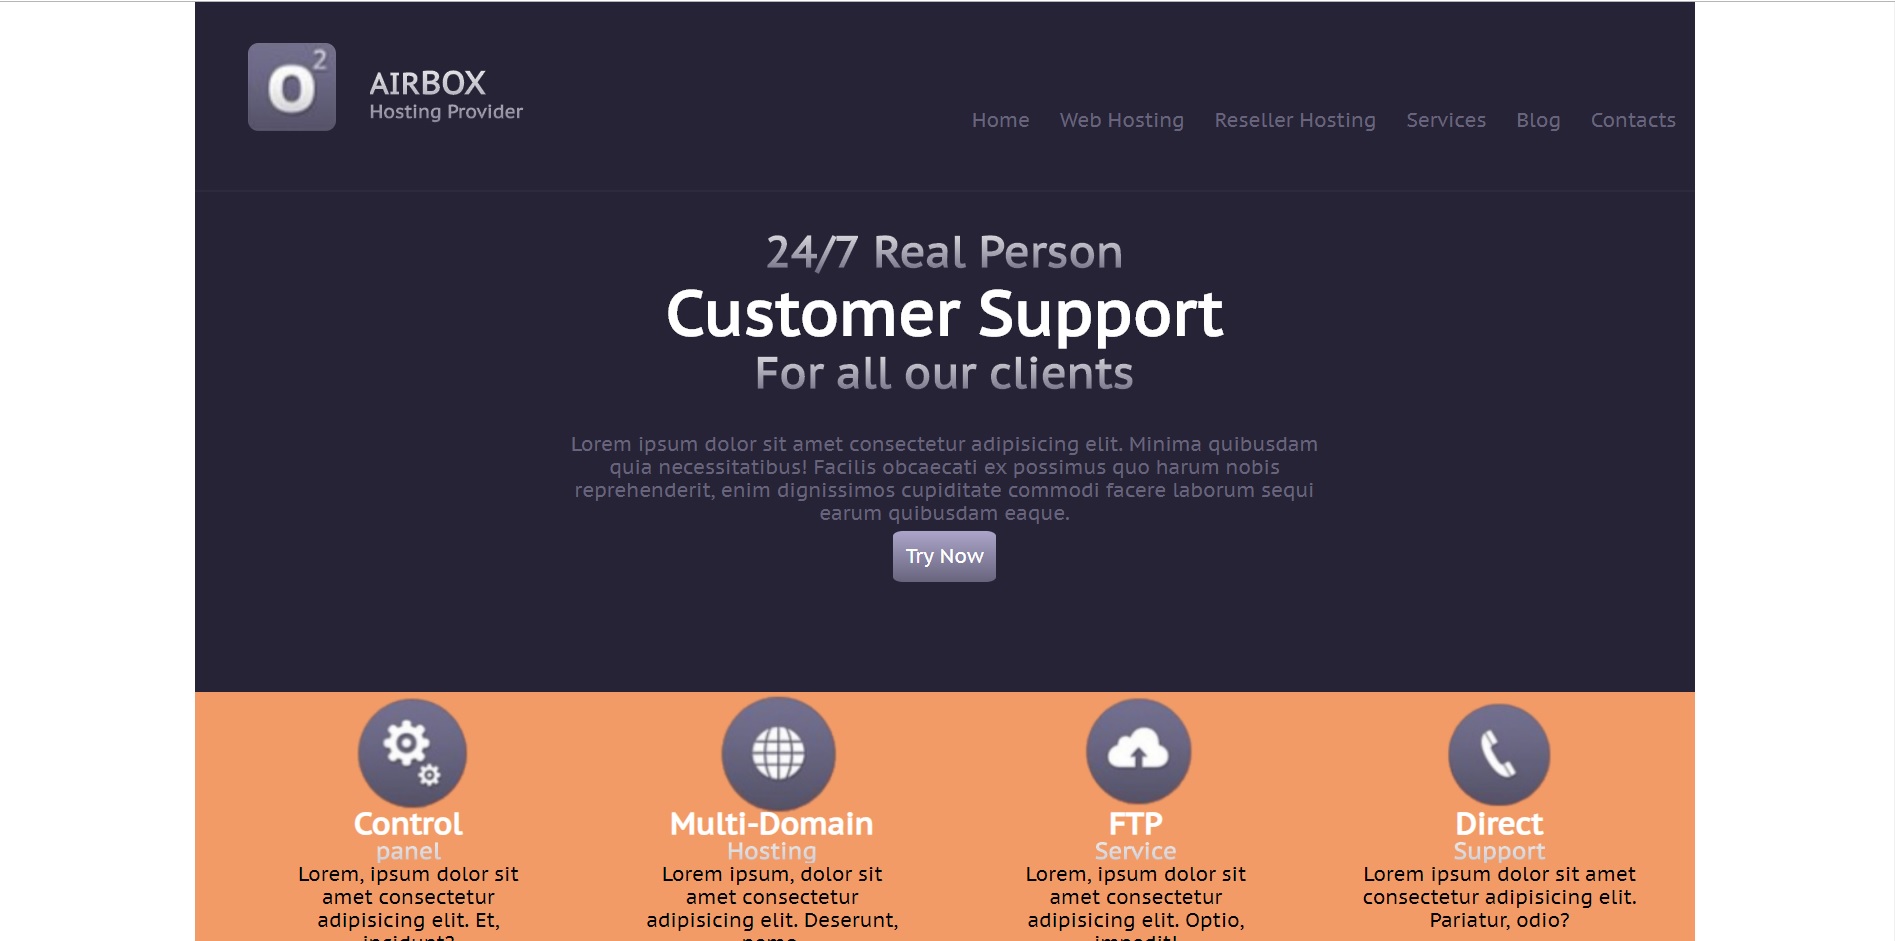 O²
AIRBOX
Hosting Provider
Home Web Hosting Reseller Hosting Services Blog Contacts
24/7 Real Person
Customer Support
For all our clients
Lorem ipsum dolor sit amet consectetur adipisicing elit. Minima quibusdam
quia necessitatibus! Facilis obcaecati ex possimus quo harum nobis
reprehenderit, enim dignissimos cupiditate commodi facere laborum sequi
earum quibusdam eaque.
Try Now
Control
panel
Lorem, ipsum dolor sit
amet consectetur
adipisicing elit. Et,
incidunt?
Multi-Domain
Hosting
Lorem ipsum, dolor sit
amet consectetur
adipisicing elit. Deserunt,
FTP
Service
Lorem, ipsum dolor sit
amet consectetur
adipisicing elit. Optio,
impedit!
Direct
Support
Lorem ipsum dolor sit amet
consectetur adipisicing elit.
Pariatur, odio?